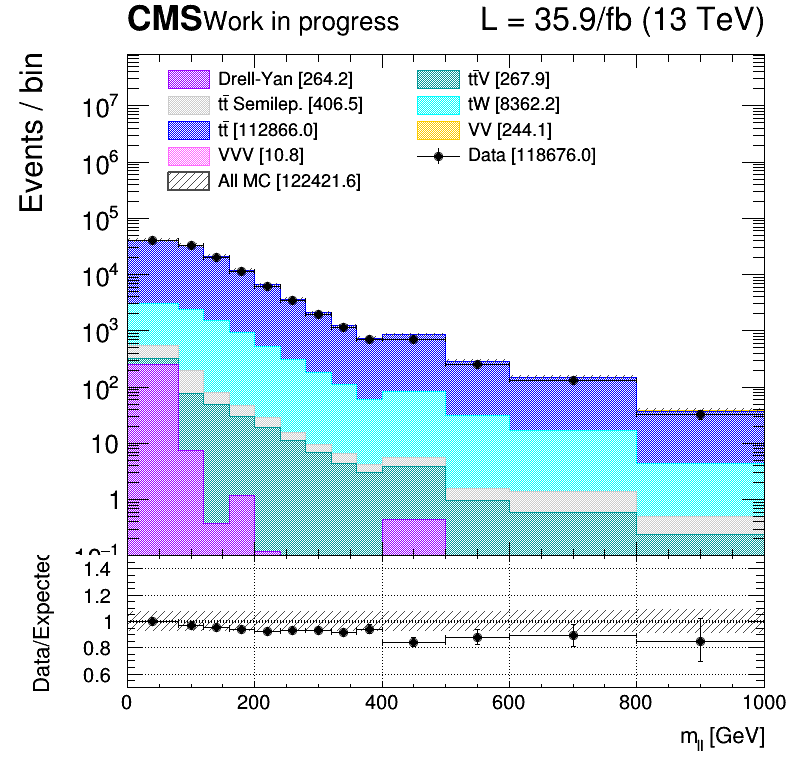 CMS Work in progress L = 35.9/fb (13 TeV)
Events / bin
Drell-Yan [264.2]
tt̄ Semilep. [406.5]
tt̄ [112866.0]
VVV [10.8]
All MC [122421.6]
tt̄V [267.9]
tW [8362.2]
VV [244.1]
Data [118676.0]
10⁷
10⁶
10⁵
10⁴
10³
10²
10
1
10⁻¹
Data/Expected
1.4
1.2
1
0.8
0.6
0 200 400 600 800 1000
m_ll [GeV]